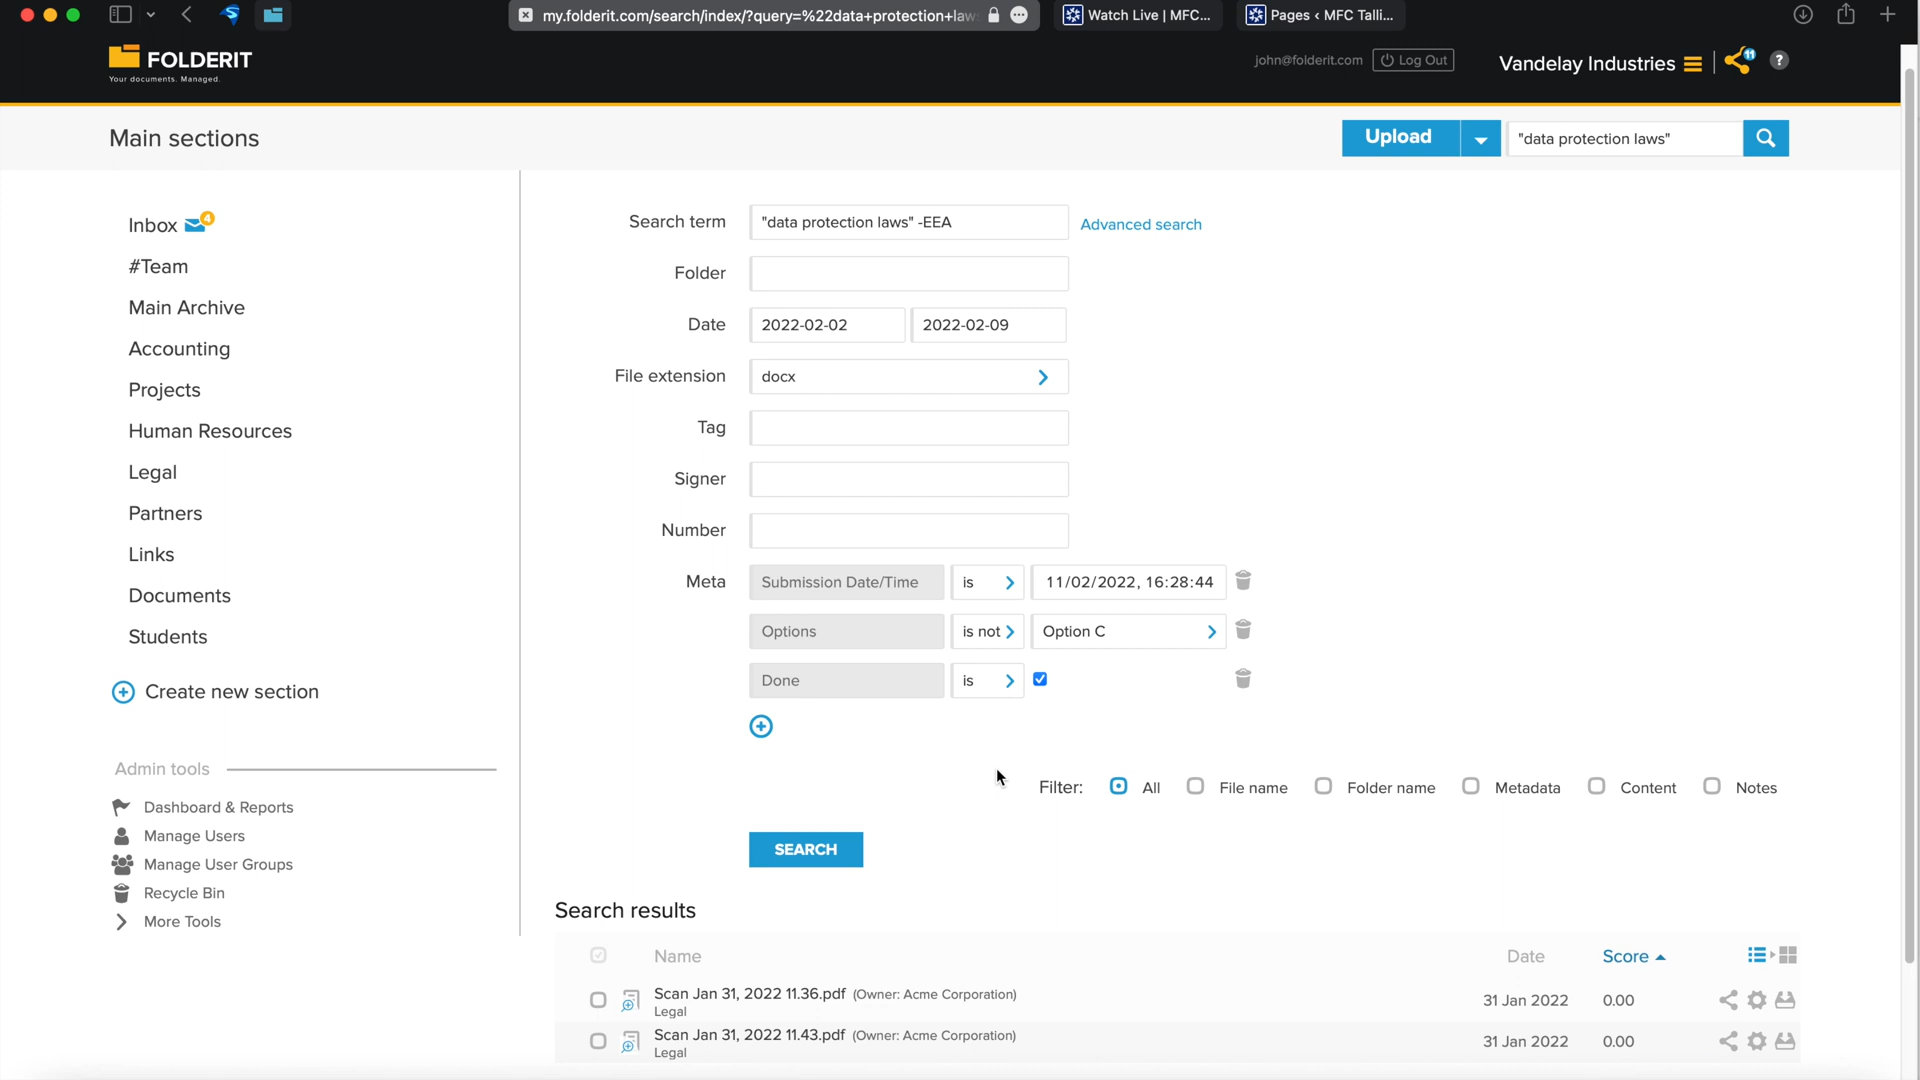 my.folderit.com/search/index/?query=%22data+protection+law
Watch Live | MFC...
Pages < MFC Talli...
FOLDERIT
Your documents. Managed.
john@folderit.com
Log Out
Vandelay Industries
11
?
Main sections
Upload
"data protection laws"
Inbox
4
#Team
Main Archive
Accounting
Projects
Human Resources
Legal
Partners
Links
Documents
Students
Create new section
Admin tools
Dashboard & Reports
Manage Users
Manage User Groups
Recycle Bin
More Tools
Search term
"data protection laws" -EEA
Advanced search
Folder
Date
2022-02-02
2022-02-09
File extension
docx
Tag
Signer
Number
Meta
Submission Date/Time
is
11/02/2022, 16:28:44
Options
is not
Option C
Done
is
Filter:
All
File name
Folder name
Metadata
Content
Notes
SEARCH
Search results
Name
Date
Score
Scan Jan 31, 2022 11.36.pdf (Owner: Acme Corporation)
Legal
31 Jan 2022
0.00
Scan Jan 31, 2022 11.43.pdf (Owner: Acme Corporation)
Legal
31 Jan 2022
0.00